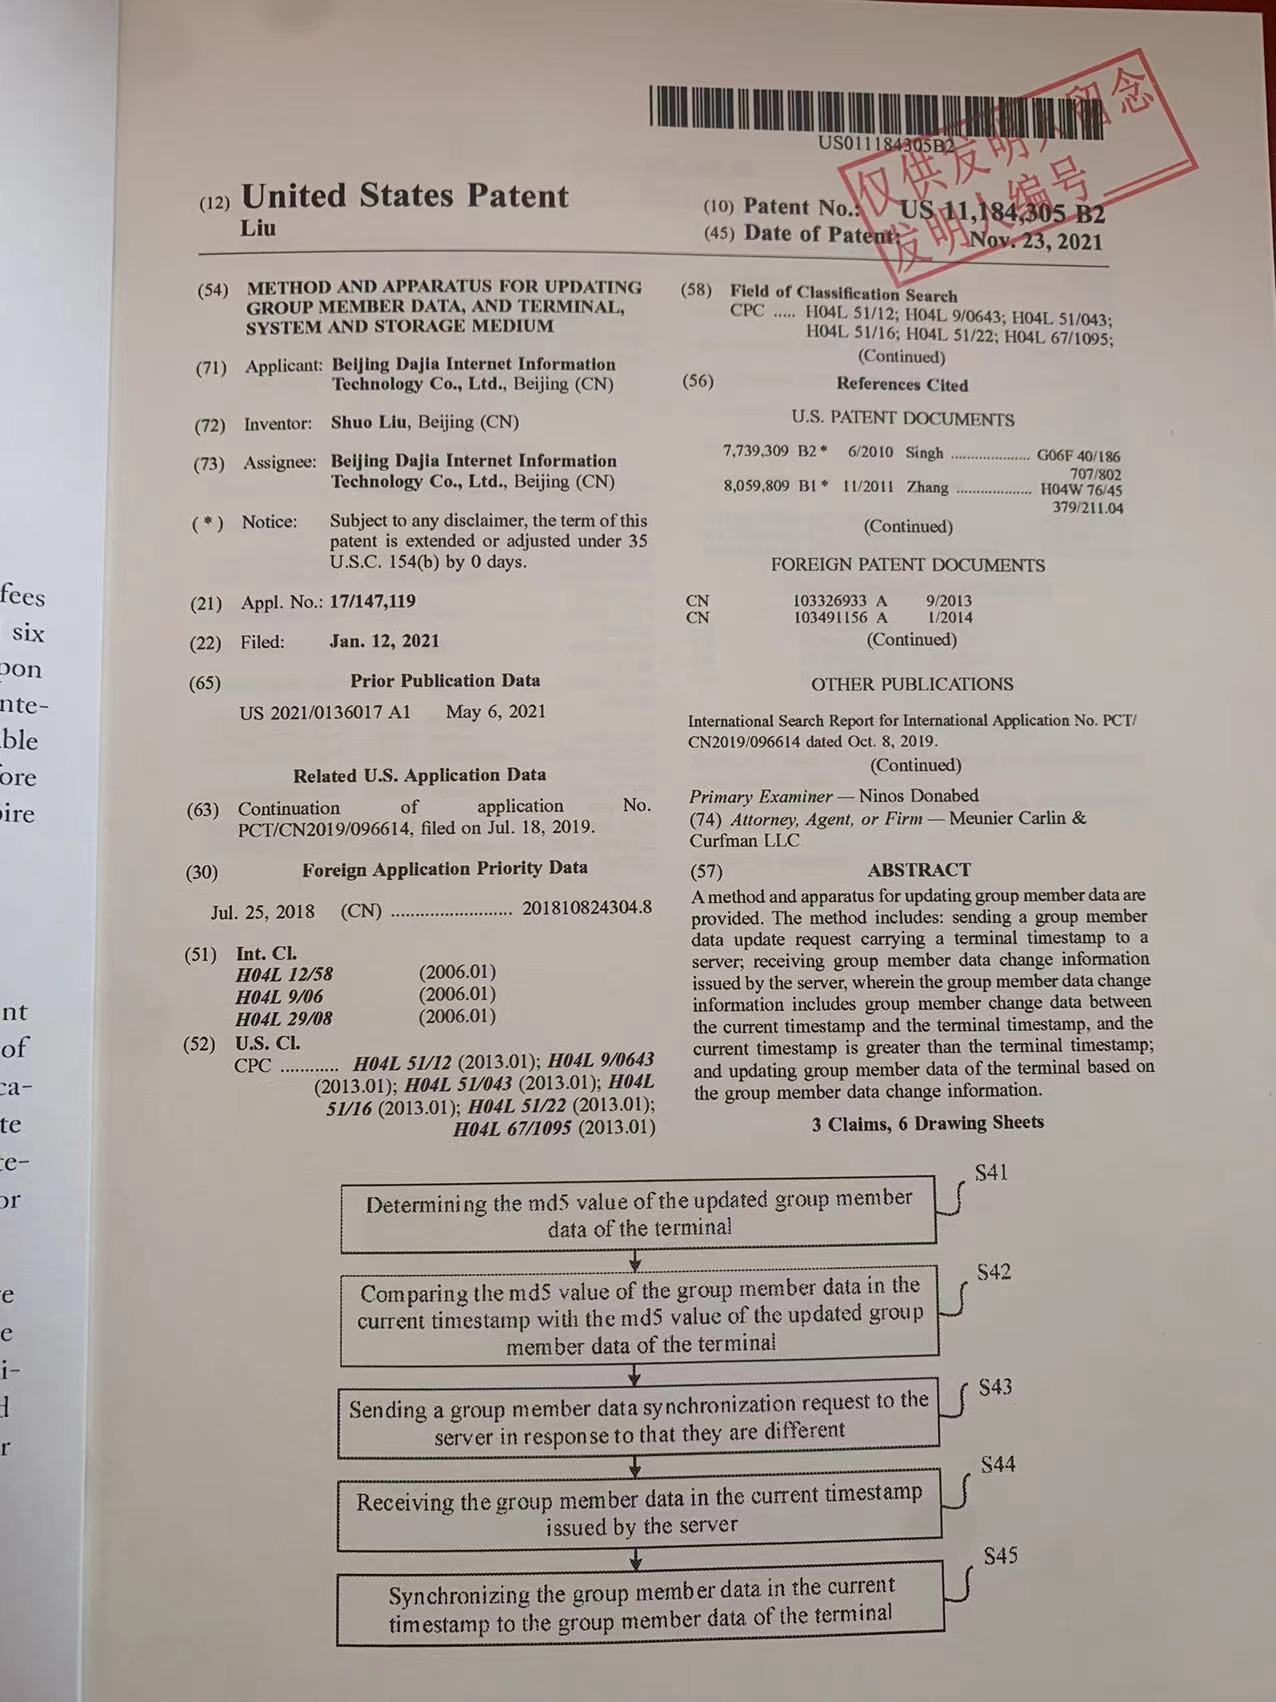 US011184305B2
仅供发明人留念
发明人编号
(12) United States Patent
Liu
(10) Patent No.: US 11,184,305 B2
(45) Date of Patent: Nov. 23, 2021
(54) METHOD AND APPARATUS FOR UPDATING
GROUP MEMBER DATA, AND TERMINAL,
SYSTEM AND STORAGE MEDIUM
(71) Applicant: Beijing Dajia Internet Information
Technology Co., Ltd., Beijing (CN)
(72) Inventor: Shuo Liu, Beijing (CN)
(73) Assignee: Beijing Dajia Internet Information
Technology Co., Ltd., Beijing (CN)
( * ) Notice: Subject to any disclaimer, the term of this
patent is extended or adjusted under 35
U.S.C. 154(b) by 0 days.
(21) Appl. No.: 17/147,119
(22) Filed: Jan. 12, 2021
(65) Prior Publication Data
US 2021/0136017 A1 May 6, 2021
Related U.S. Application Data
(63) Continuation of application No.
PCT/CN2019/096614, filed on Jul. 18, 2019.
(30) Foreign Application Priority Data
Jul. 25, 2018 (CN) ......................... 201810824304.8
(51) Int. Cl.
H04L 12/58 (2006.01)
H04L 9/06 (2006.01)
H04L 29/08 (2006.01)
(52) U.S. Cl.
CPC ............ H04L 51/12 (2013.01); H04L 9/0643
(2013.01); H04L 51/043 (2013.01); H04L
51/16 (2013.01); H04L 51/22 (2013.01);
H04L 67/1095 (2013.01)
(58) Field of Classification Search
CPC ..... H04L 51/12; H04L 9/0643; H04L 51/043;
H04L 51/16; H04L 51/22; H04L 67/1095;
(Continued)
(56) References Cited
U.S. PATENT DOCUMENTS
7,739,309 B2 * 6/2010 Singh .................... G06F 40/186
707/802
8,059,809 B1 * 11/2011 Zhang ................... H04W 76/45
379/211.04
(Continued)
FOREIGN PATENT DOCUMENTS
CN 103326933 A 9/2013
CN 103491156 A 1/2014
(Continued)
OTHER PUBLICATIONS
International Search Report for International Application No. PCT/
CN2019/096614 dated Oct. 8, 2019.
(Continued)
Primary Examiner — Ninos Donabed
(74) Attorney, Agent, or Firm — Meunier Carlin &
Curfman LLC
(57) ABSTRACT
A method and apparatus for updating group member data are
provided. The method includes: sending a group member
data update request carrying a terminal timestamp to a
server; receiving group member data change information
issued by the server, wherein the group member data change
information includes group member change data between
the current timestamp and the terminal timestamp, and the
current timestamp is greater than the terminal timestamp;
and updating group member data of the terminal based on
the group member data change information.
3 Claims, 6 Drawing Sheets
S41
Determining the md5 value of the updated group member
data of the terminal
S42
Comparing the md5 value of the group member data in the
current timestamp with the md5 value of the updated group
member data of the terminal
S43
Sending a group member data synchronization request to the
server in response to that they are different
S44
Receiving the group member data in the current timestamp
issued by the server
S45
Synchronizing the group member data in the current
timestamp to the group member data of the terminal
fees
six